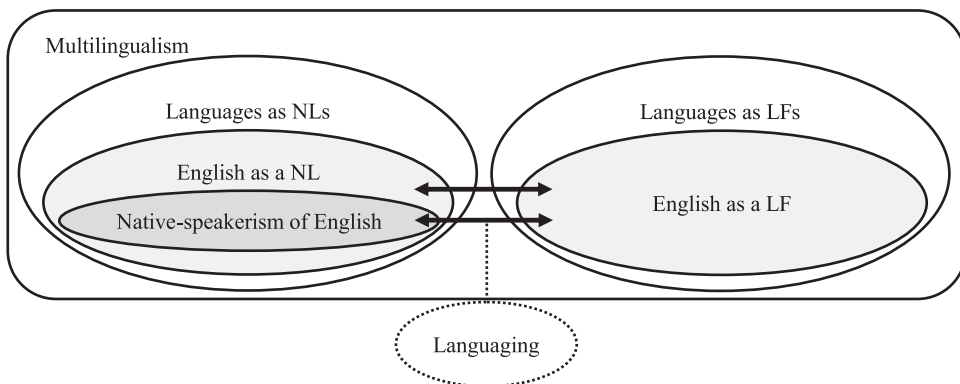 Multilingualism
Languages as NLs
Languages as LFs
English as a NL
Native-speakerism of English
English as a LF
Languaging